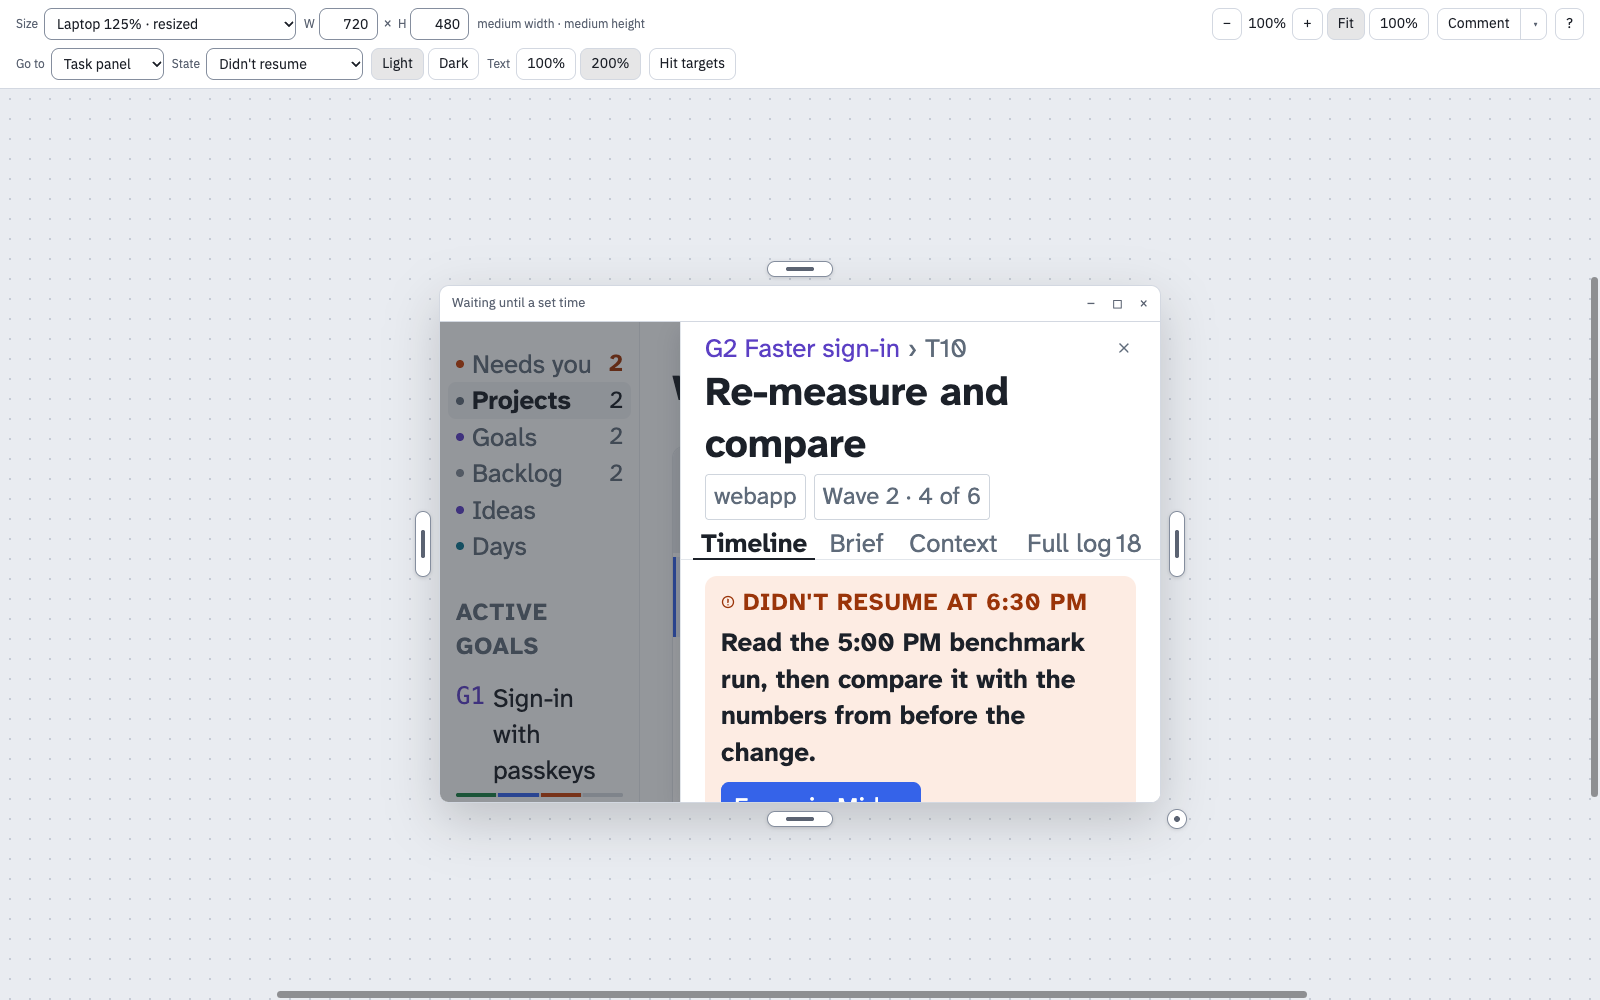 Size Laptop 125% · resized W 720 × H 480 medium width · medium height − 100% + Fit 100% Comment ?
Go to Task panel State Didn't resume Light Dark Text 100% 200% Hit targets
Waiting until a set time
Needs you 2
Projects 2
Goals 2
Backlog 2
Ideas
Days
ACTIVE
GOALS
G1 Sign-in
with
passkeys
G2 Faster sign-in › T10
Re-measure and
compare
webapp Wave 2 · 4 of 6
Timeline Brief Context Full log 18
DIDN'T RESUME AT 6:30 PM
Read the 5:00 PM benchmark
run, then compare it with the
numbers from before the
change.